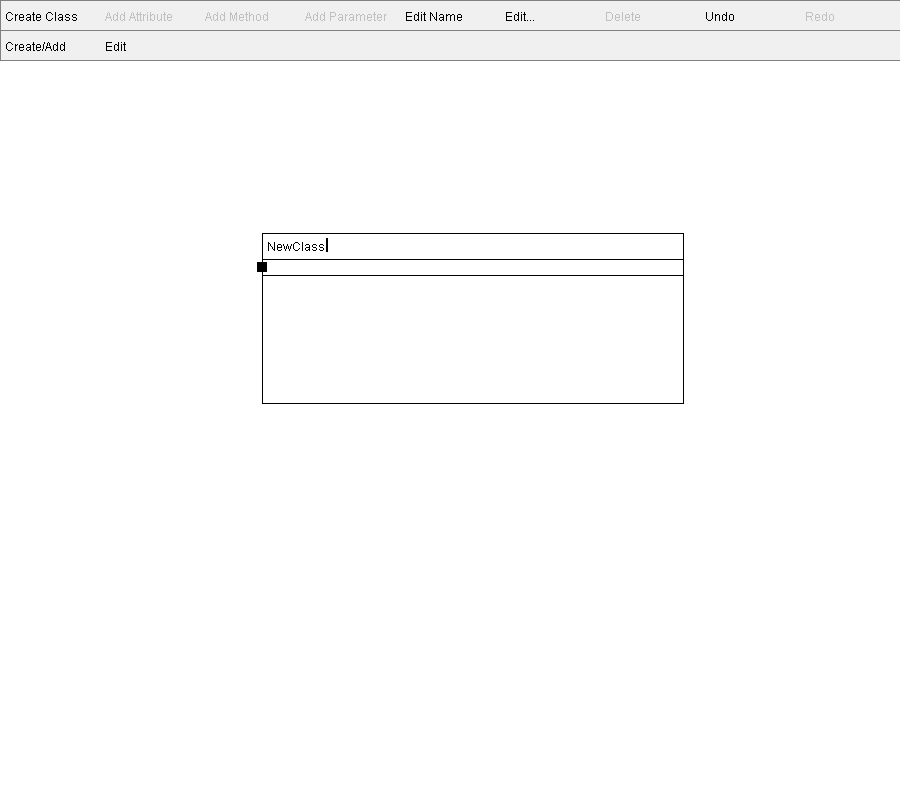 Create Class Add Attribute Add Method Add Parameter Edit Name Edit... Delete Undo Redo
Create/Add Edit
NewClass